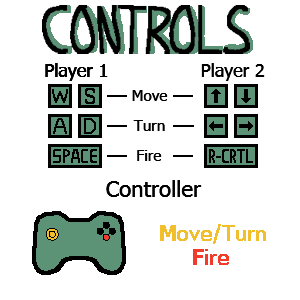 CONTROLS
Player 1 Player 2
W S — Move — ↑ ↓
A D — Turn — ← →
SPACE — Fire — R-CRTL
Controller
Move/Turn
Fire